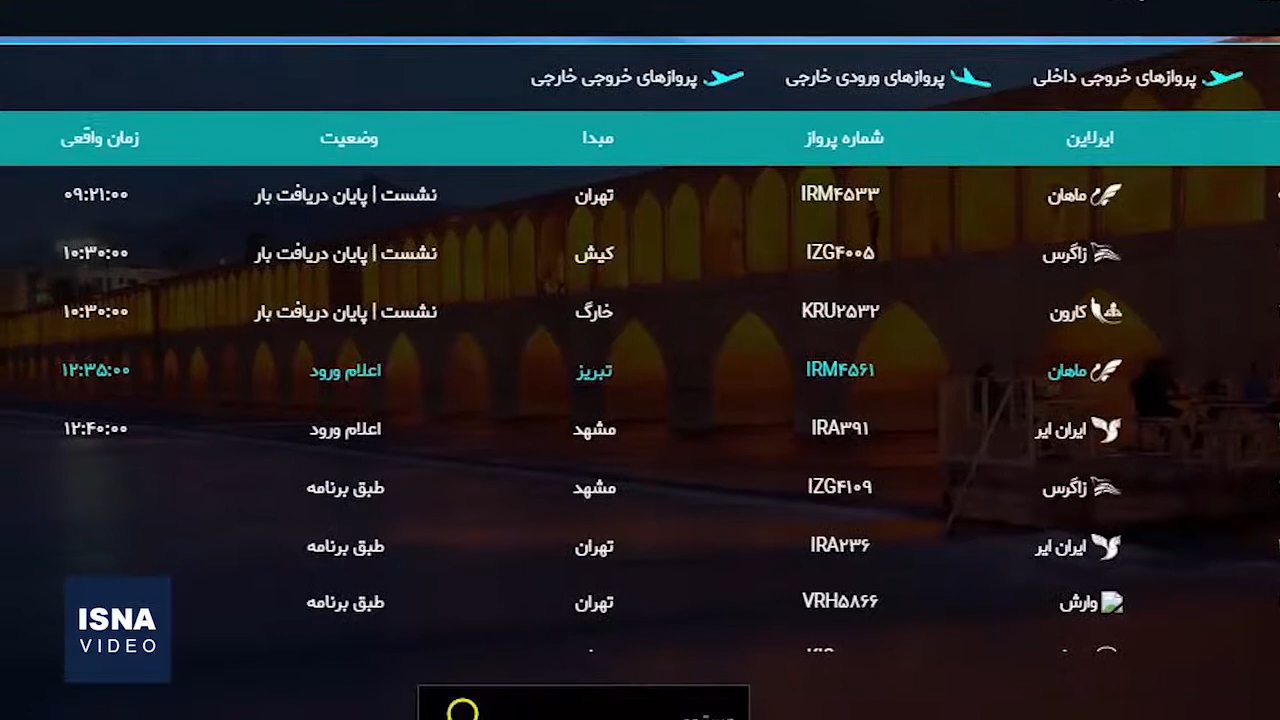 پروازهای خروجی داخلی پروازهای ورودی خارجی پروازهای خروجی خارجی
ایرلاین شماره پرواز مبدا وضعیت زمان واقعی
ماهان IRM۴۵۳۳ تهران نشست | پایان دریافت بار ۰۹:۲۱:۰۰
زاگرس IZG۴۰۰۵ کیش نشست | پایان دریافت بار ۱۰:۳۰:۰۰
کارون KRU۲۵۳۲ خارگ نشست | پایان دریافت بار ۱۰:۳۰:۰۰
ماهان IRM۴۵۶۱ تبریز اعلام ورود ۱۲:۳۵:۰۰
ایران ایر IRA۳۹۱ مشهد اعلام ورود ۱۲:۴۰:۰۰
زاگرس IZG۴۱۰۹ مشهد طبق برنامه
ایران ایر IRA۲۳۶ تهران طبق برنامه
وارش VRH۵۸۶۶ تهران طبق برنامه
ISNA
VIDEO